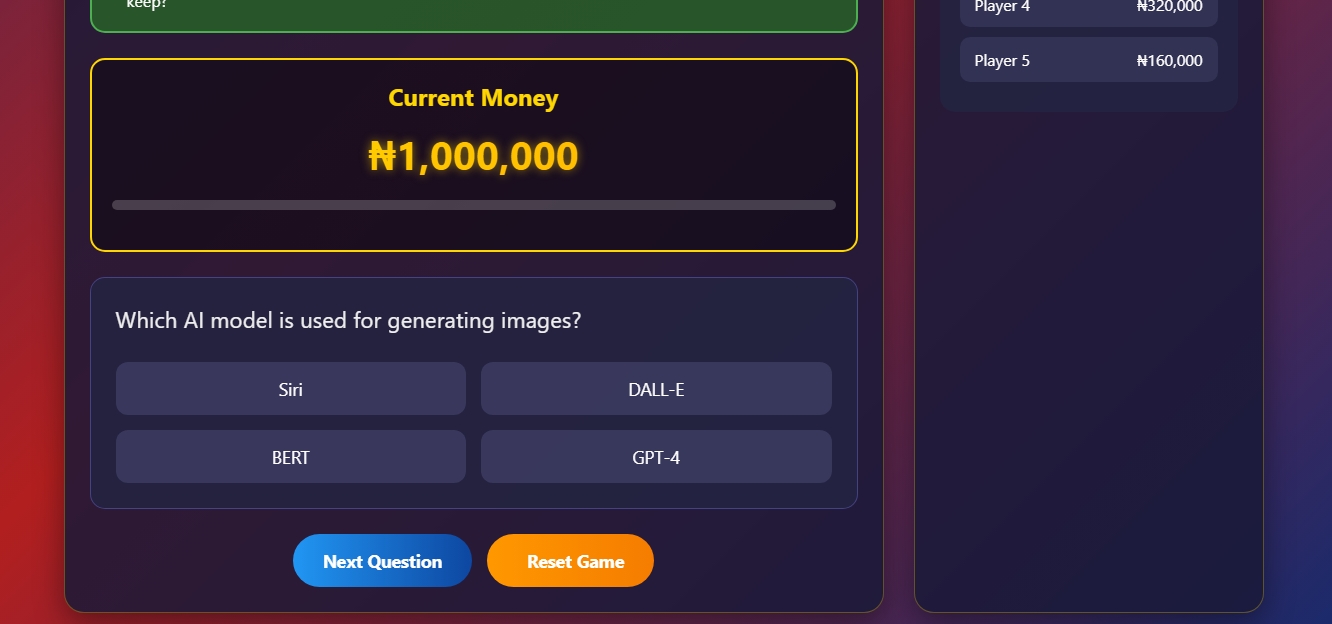 keep?
Current Money
₦1,000,000
Which AI model is used for generating images?
Siri
DALL-E
BERT
GPT-4
Next Question
Reset Game
Player 4
₦320,000
Player 5
₦160,000